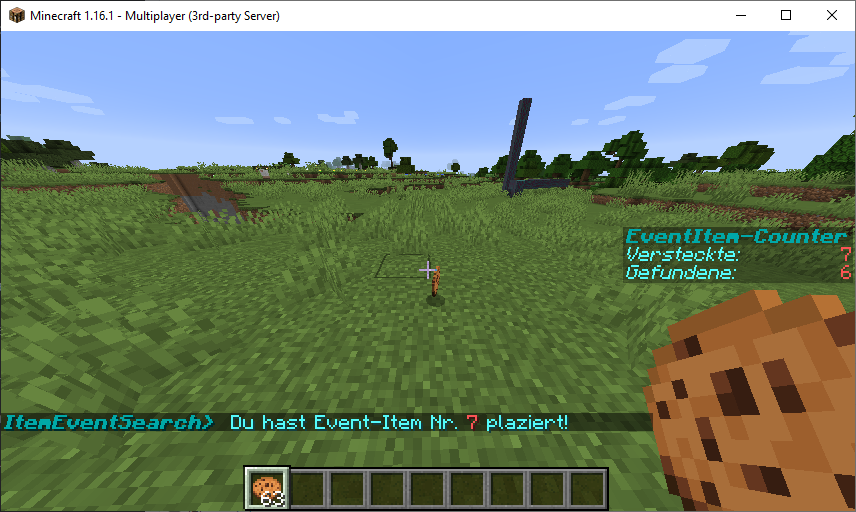 Minecraft 1.16.1 - Multiplayer (3rd-party Server)
EventItem-Counter
Versteckte: 7
Gefundene: 6
ItemEventSearch> Du hast Event-Item Nr. 7 plaziert!